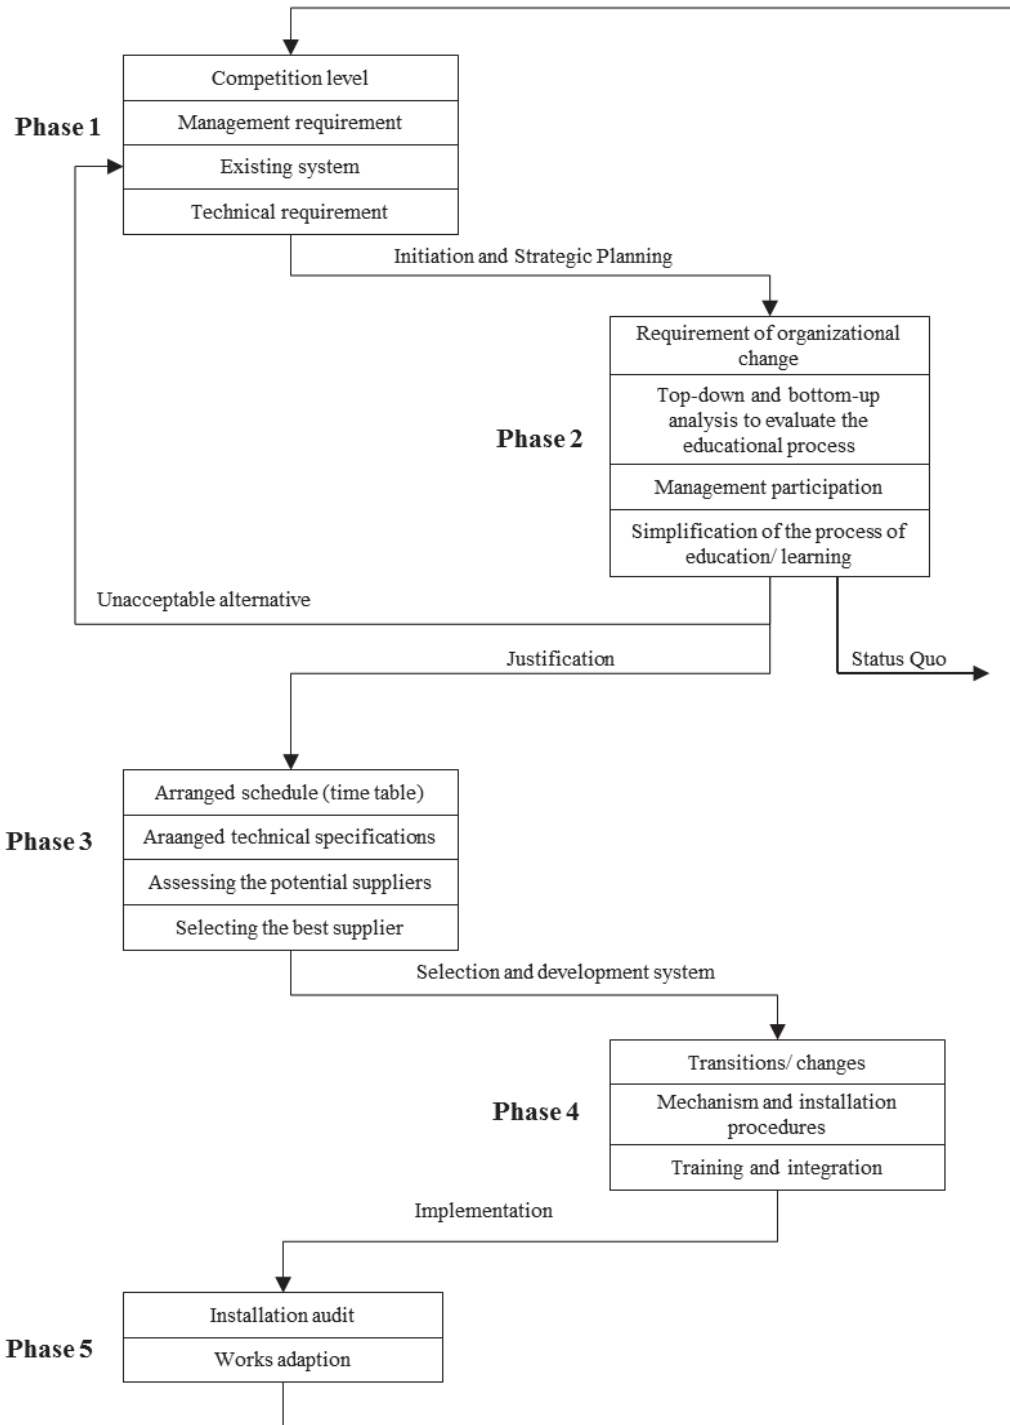 Competition level
Phase 1
Management requirement
Existing system
Technical requirement
Initiation and Strategic Planning
Requirement of organizational
change
Top-down and bottom-up
analysis to evaluate the
educational process
Phase 2
Management participation
Simplification of the process of
education/ learning
Unacceptable alternative
Justification
Status Quo
Arranged schedule (time table)
Phase 3
Araanged technical specifications
Assessing the potential suppliers
Selecting the best supplier
Selection and development system
Transitions/ changes
Phase 4
Mechanism and installation
procedures
Training and integration
Implementation
Installation audit
Phase 5
Works adaption